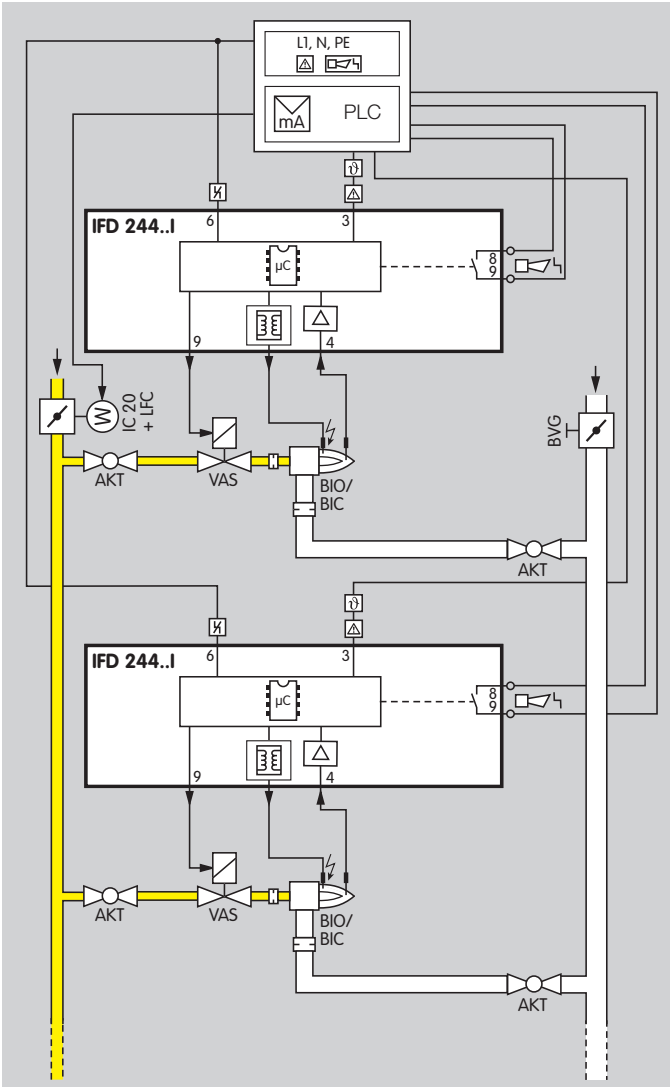 L1, N, PE
mA
PLC
ϑ
6
3
IFD 244..I
µC
8
9
9
4
IC 20
+ LFC
BVG
AKT
VAS
BIO/
BIC
AKT
ϑ
6
3
IFD 244..I
µC
8
9
9
4
AKT
VAS
BIO/
BIC
AKT